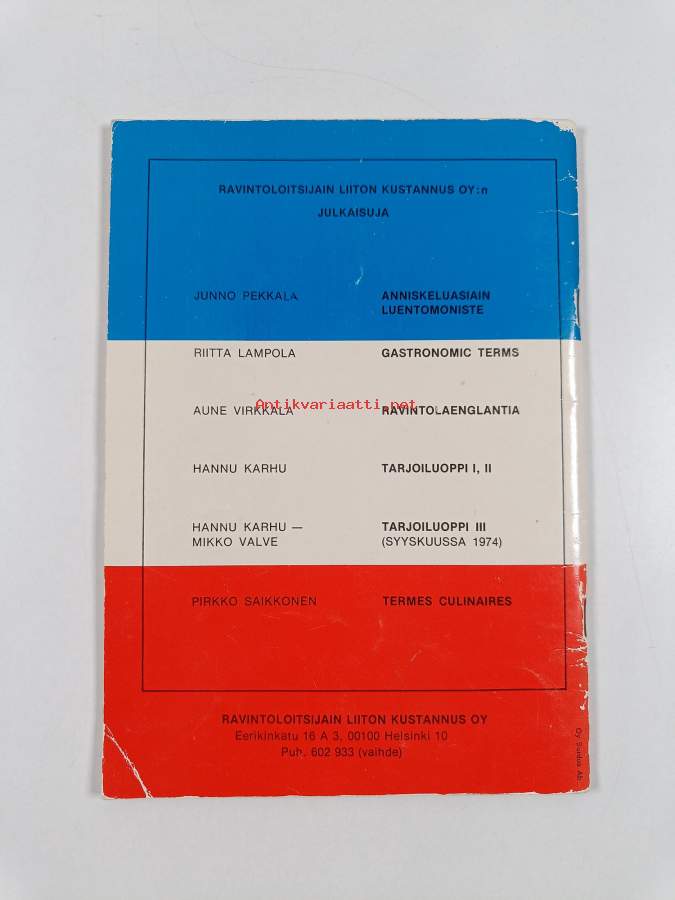 RAVINTOLOITSIJAIN LIITON KUSTANNUS OY:n
JULKAISUJA
JUNNO PEKKALA ANNISKELUASIAIN
LUENTOMONISTE
RIITTA LAMPOLA GASTRONOMIC TERMS
Antikvariaatti.net
AUNE VIRKKALA RAVINTOLAENGLANTIA
HANNU KARHU TARJOILUOPPI I, II
HANNU KARHU — TARJOILUOPPI III
MIKKO VALVE (SYYSKUUSSA 1974)
PIRKKO SAIKKONEN TERMES CULINAIRES
RAVINTOLOITSIJAIN LIITON KUSTANNUS OY
Eerikinkatu 16 A 3, 00100 Helsinki 10
Puh. 602 933 (vaihde)